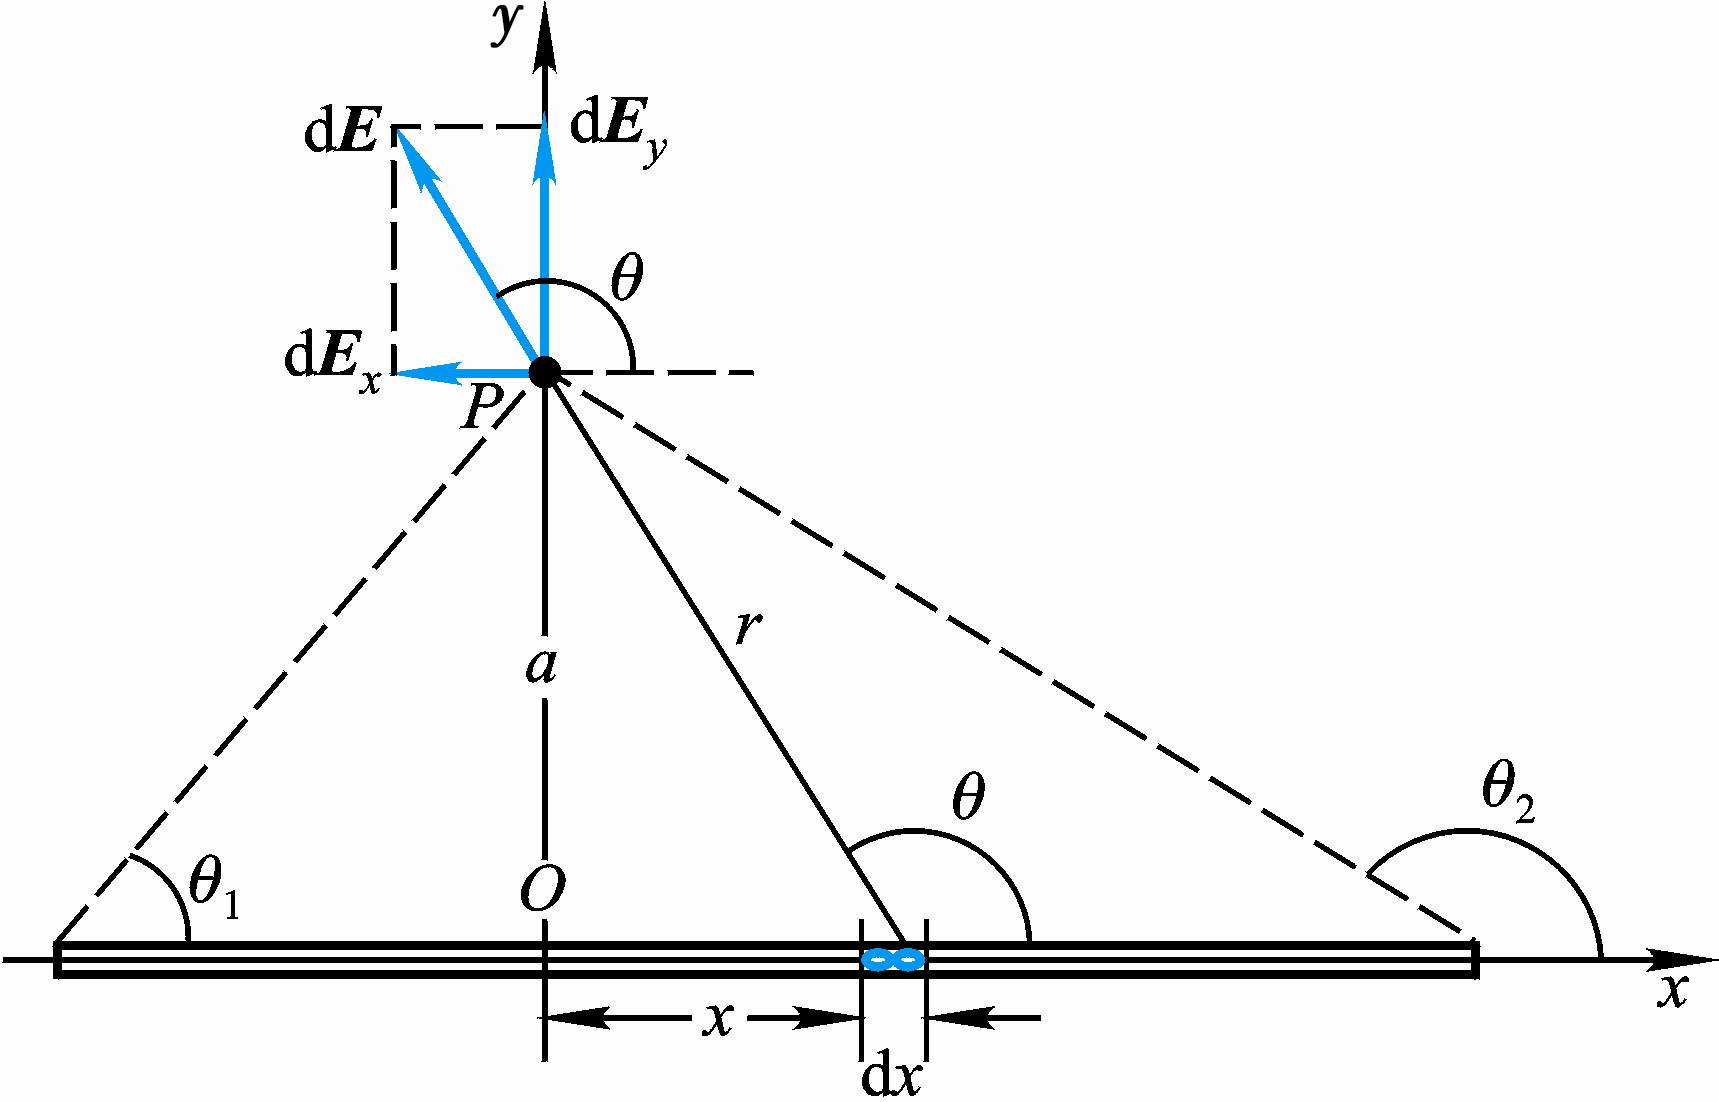 y
dE
dE_y
θ
dE_x
P
r
a
θ
θ_2
θ_1
O
x
x
dx